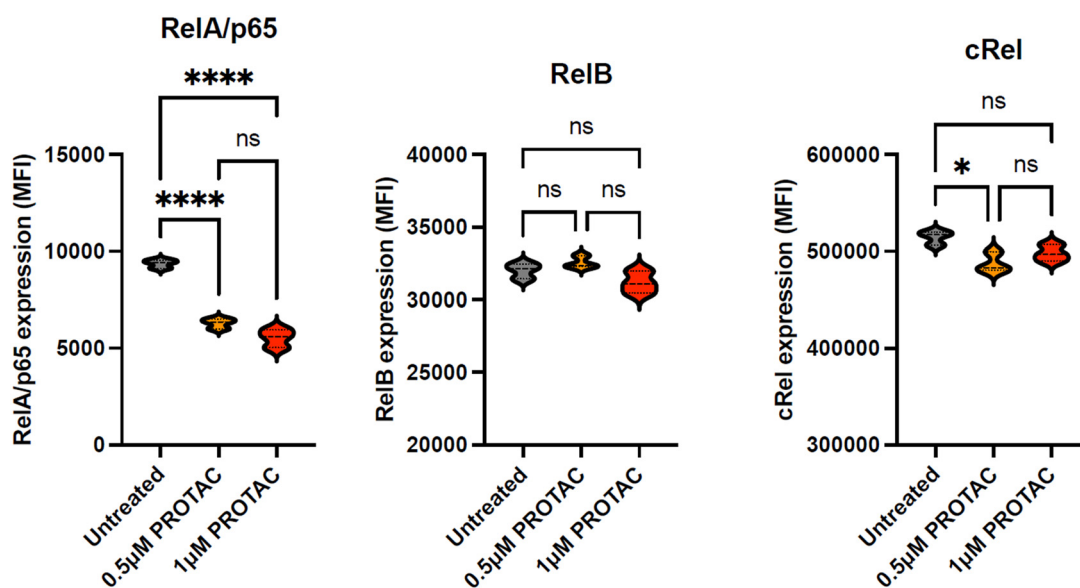 RelA/p65
****
ns
****
RelA/p65 expression (MFI)
15000
10000
5000
0
Untreated
0.5µM PROTAC
1µM PROTAC
RelB
ns
ns
ns
RelB expression (MFI)
40000
35000
30000
25000
20000
Untreated
0.5µM PROTAC
1µM PROTAC
cRel
ns
*
ns
cRel expression (MFI)
600000
500000
400000
300000
Untreated
0.5µM PROTAC
1µM PROTAC